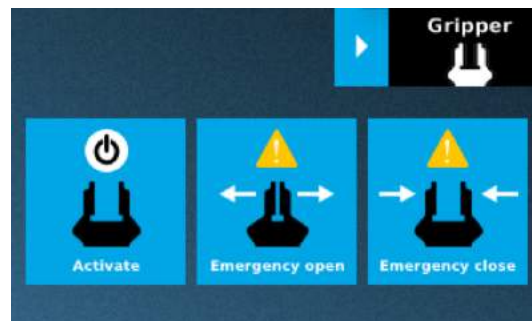 Gripper
Activate
Emergency open
Emergency close